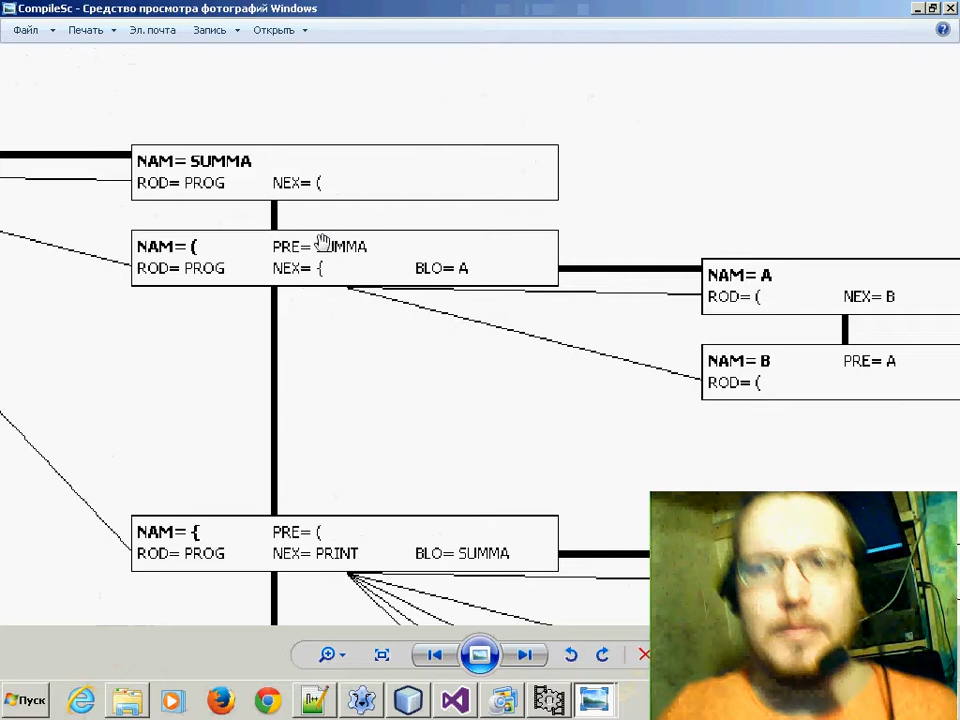 CompileSc - Средство просмотра фотографий Windows
Файл Печать Эл. почта Запись Открыть
NAM= SUMMA
ROD= PROG NEX= (
NAM= ( PRE= UMMA
ROD= PROG NEX= { BLO= A
NAM= A
ROD= ( NEX= B
NAM= B PRE= A
ROD= (
NAM= { PRE= (
ROD= PROG NEX= PRINT BLO= SUMMA
Пуск